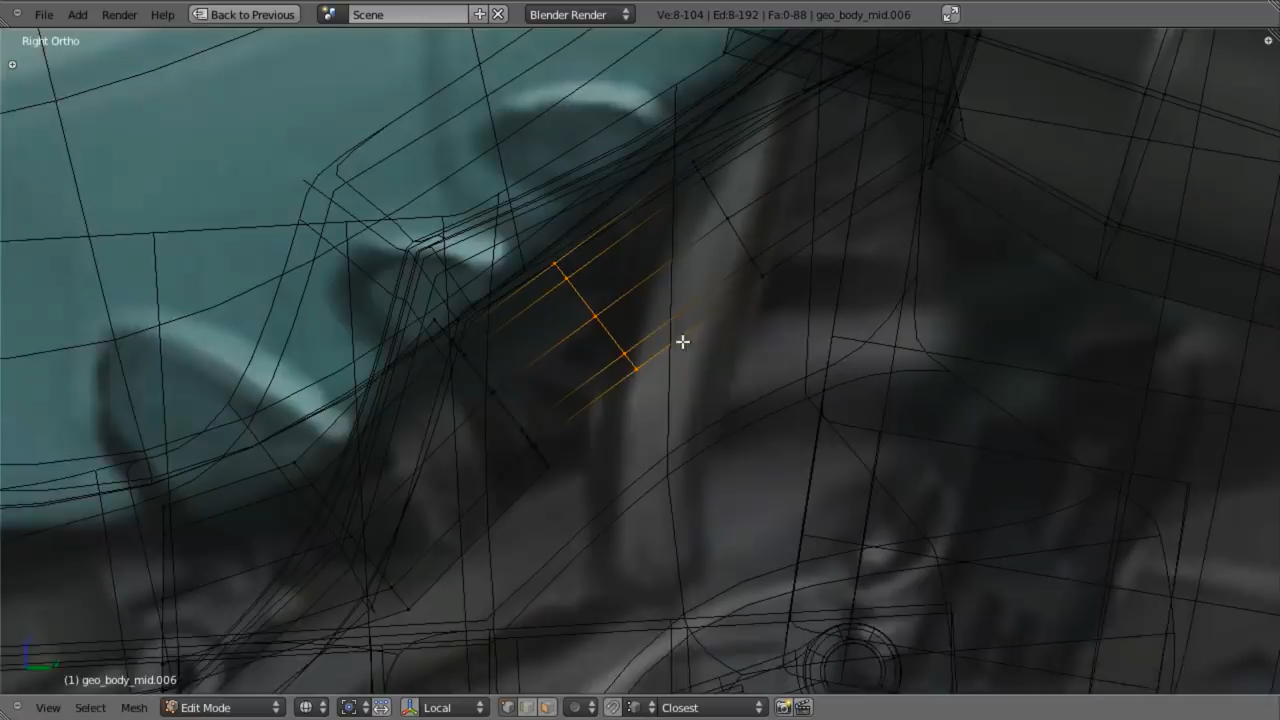 File Add Render Help Back to Previous Scene Blender Render Ve:8-104 | Ed:8-192 | Fa:0-88 | geo_body_mid.006
Right Ortho
(1) geo_body_mid.006
View Select Mesh Edit Mode Local Closest